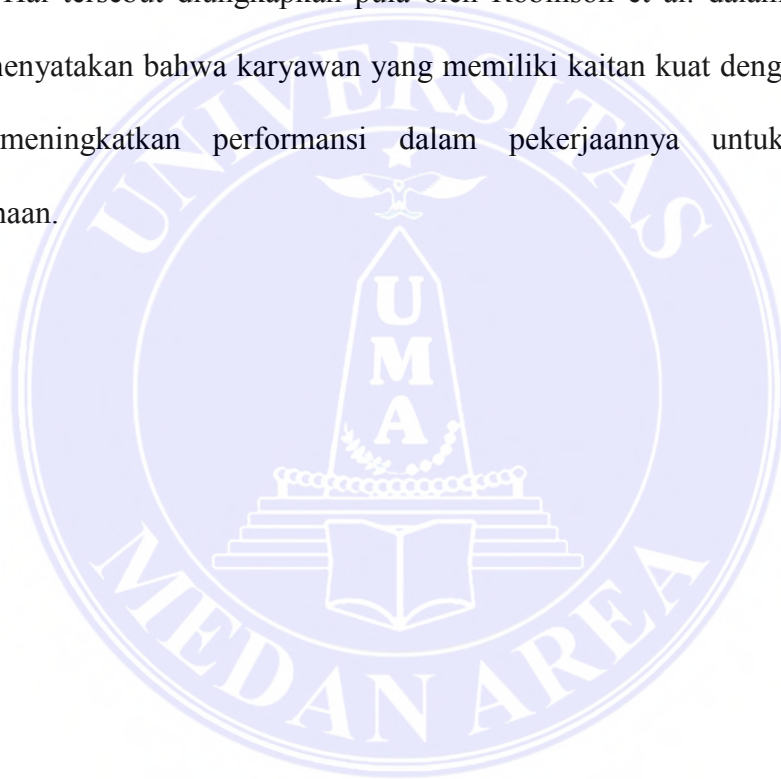 Hal tersebut diungkapkan pula oleh Robinson et al. dalam
menyatakan bahwa karyawan yang memiliki kaitan kuat deng
meningkatkan performansi dalam pekerjaannya untuk
naan.
UNIVERSITAS
UMA
MEDAN AREA